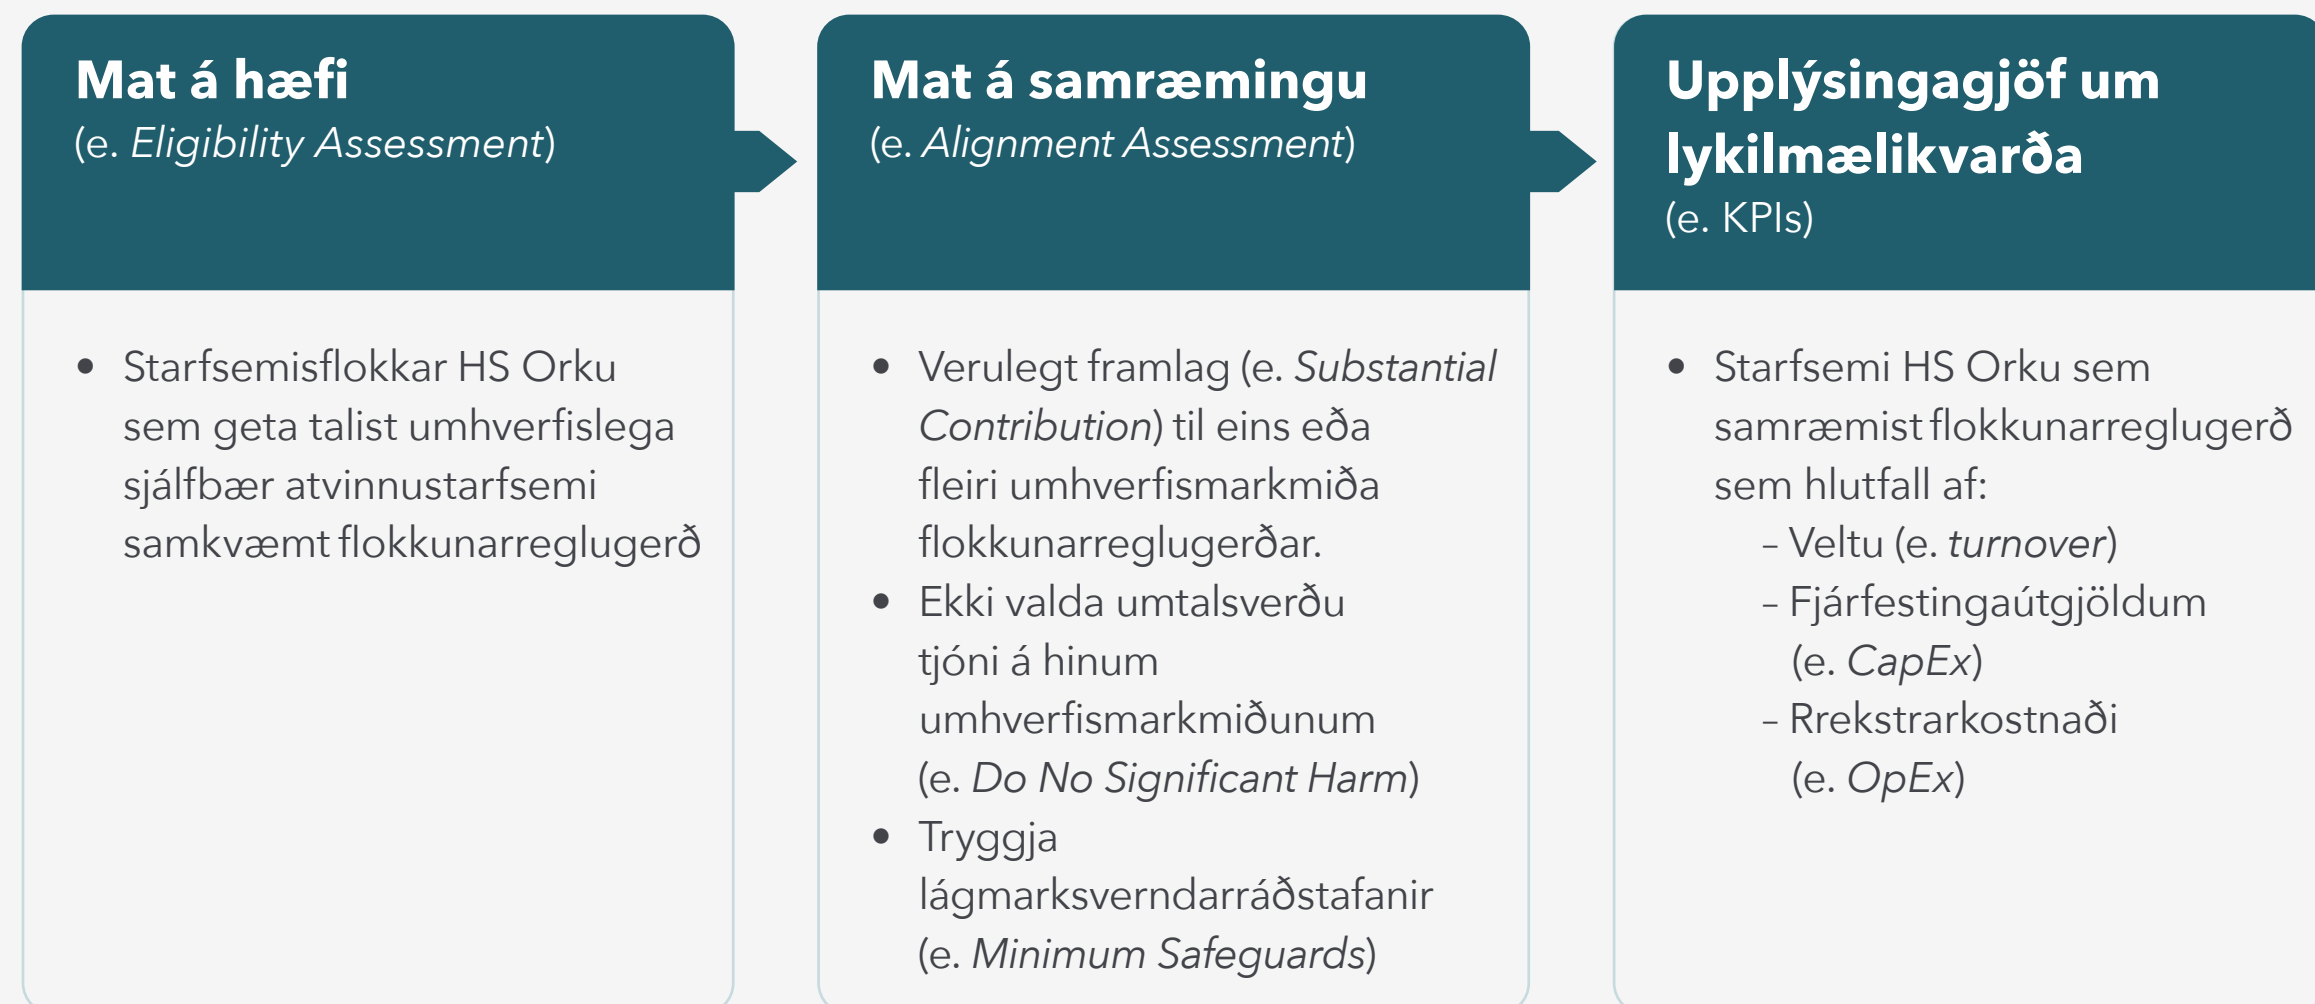 Mat á hæfi
(e. Eligibility Assessment)
• Starfsemisflokkar HS Orku
sem geta talist umhverfislega
sjálfbær atvinnustarfsemi
samkvæmt flokkunarreglugerð
Mat á samræmingu
(e. Alignment Assessment)
• Verulegt framlag (e. Substantial
Contribution) til eins eða
fleiri umhverfismarkmiða
flokkunarreglugerðar.
• Ekki valda umtalsverðu
tjóni á hinum
umhverfismarkmiðunum
(e. Do No Significant Harm)
• Tryggja
lágmarksverndarráðstafanir
(e. Minimum Safeguards)
Upplýsingagjöf um
lykilmælikvarða
(e. KPIs)
• Starfsemi HS Orku sem
samræmist flokkunarreglugerð
sem hlutfall af:
– Veltu (e. turnover)
– Fjárfestingaútgjöldum
(e. CapEx)
– Rrekstrarkostnaði
(e. OpEx)